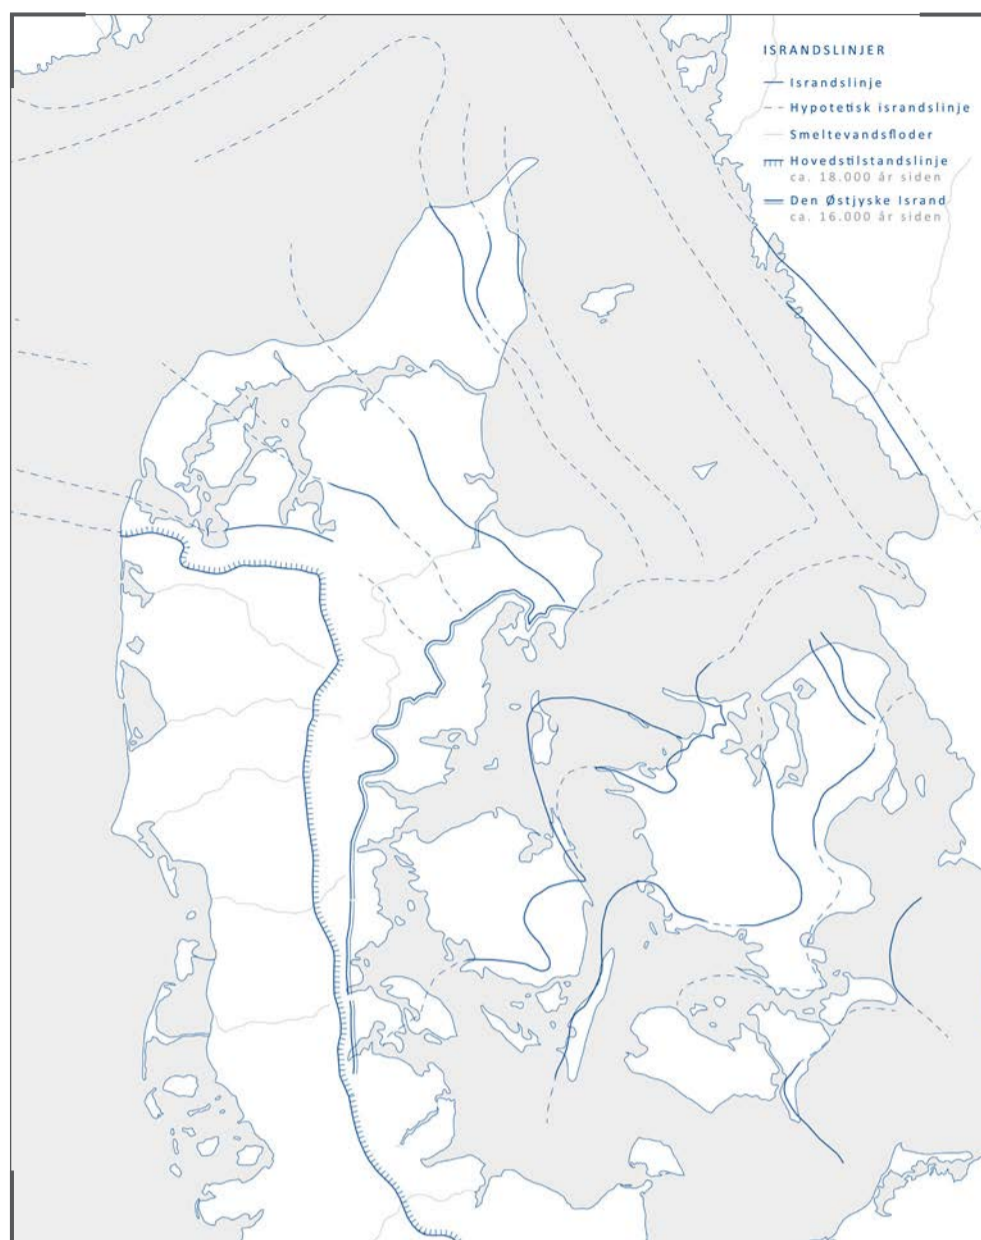 ISRANDSLINJER
Israndslinje
Hypotetisk israndslinje
Smeltevandsfloder
Hovedstilstandslinje
ca. 18.000 år siden
Den Østjyske Isrand
ca. 16.000 år siden